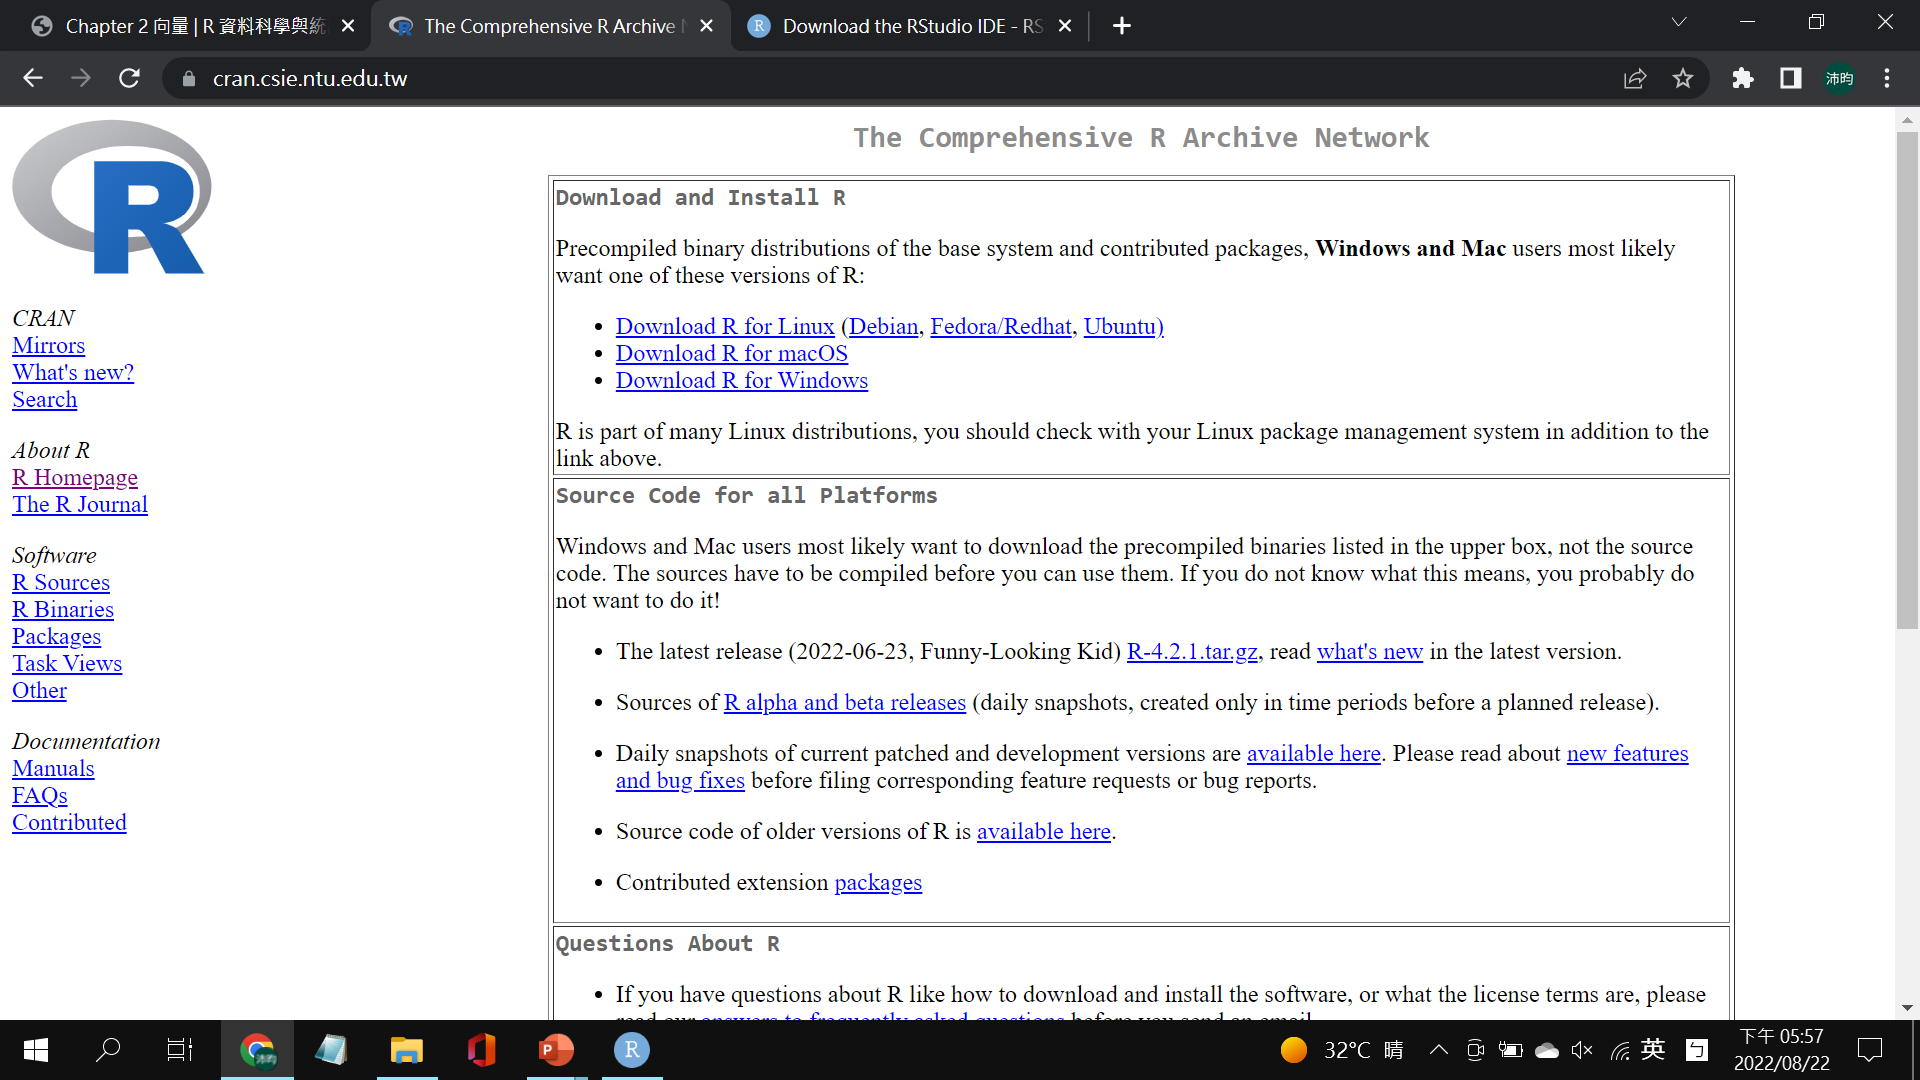 Chapter 2 向量 | R 資料科學與統
The Comprehensive R Archive
Download the RStudio IDE - RS
cran.csie.ntu.edu.tw
沛昀
R
CRAN
Mirrors
What's new?
Search
About R
R Homepage
The R Journal
Software
R Sources
R Binaries
Packages
Task Views
Other
Documentation
Manuals
FAQs
Contributed
The Comprehensive R Archive Network
Download and Install R
Precompiled binary distributions of the base system and contributed packages, Windows and Mac users most likely
want one of these versions of R:
• Download R for Linux (Debian, Fedora/Redhat, Ubuntu)
• Download R for macOS
• Download R for Windows
R is part of many Linux distributions, you should check with your Linux package management system in addition to the
link above.
Source Code for all Platforms
Windows and Mac users most likely want to download the precompiled binaries listed in the upper box, not the source
code. The sources have to be compiled before you can use them. If you do not know what this means, you probably do
not want to do it!
• The latest release (2022-06-23, Funny-Looking Kid) R-4.2.1.tar.gz, read what's new in the latest version.
• Sources of R alpha and beta releases (daily snapshots, created only in time periods before a planned release).
• Daily snapshots of current patched and development versions are available here. Please read about new features
and bug fixes before filing corresponding feature requests or bug reports.
• Source code of older versions of R is available here.
• Contributed extension packages
Questions About R
• If you have questions about R like how to download and install the software, or what the license terms are, please
read our answers to frequently asked questions before you send an email.
32°C 晴
英
ㄅ
下午 05:57
2022/08/22